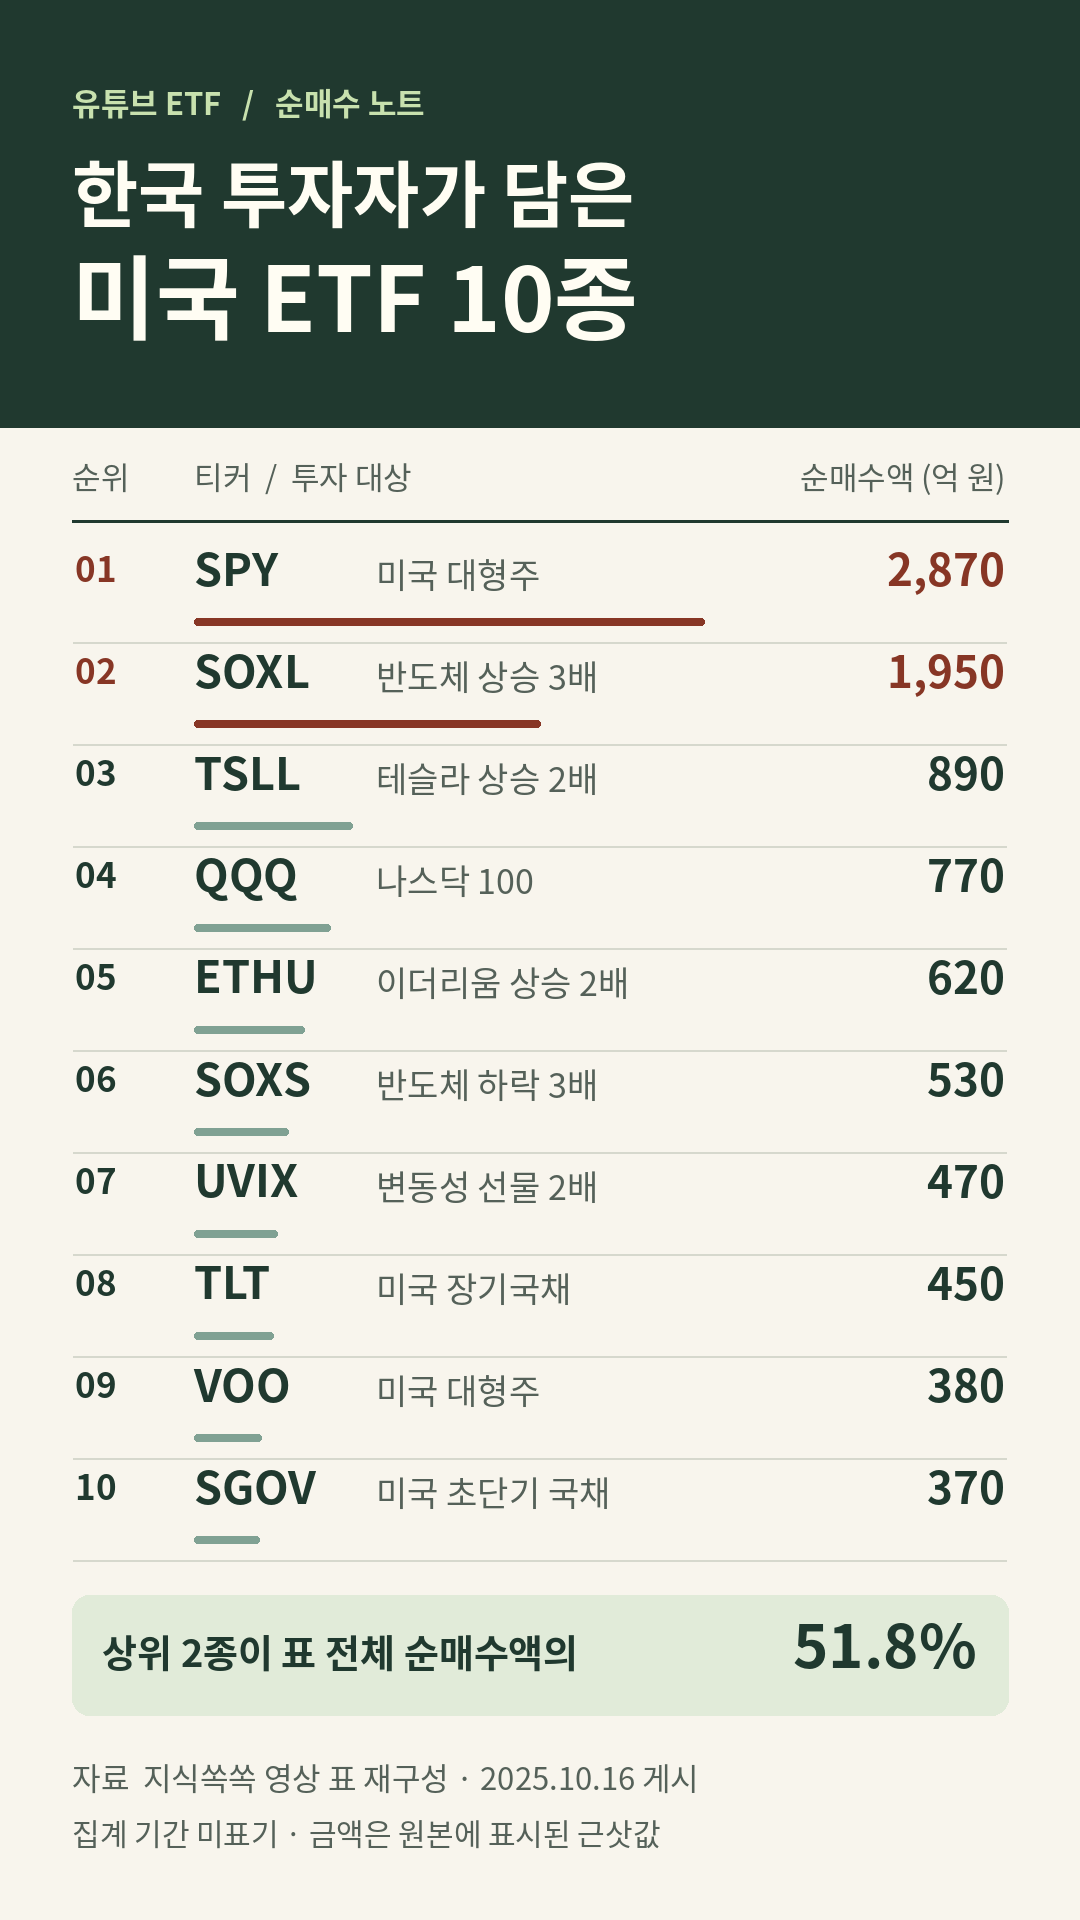 유튜브 ETF / 순매수 노트
한국 투자자가 담은
미국 ETF 10종
순위 티커 / 투자 대상 순매수액 (억 원)
01 SPY 미국 대형주 2,870
02 SOXL 반도체 상승 3배 1,950
03 TSLL 테슬라 상승 2배 890
04 QQQ 나스닥 100 770
05 ETHU 이더리움 상승 2배 620
06 SOXS 반도체 하락 3배 530
07 UVIX 변동성 선물 2배 470
08 TLT 미국 장기국채 450
09 VOO 미국 대형주 380
10 SGOV 미국 초단기 국채 370
상위 2종이 표 전체 순매수액의 51.8%
자료 지식쏙쏙 영상 표 재구성 · 2025.10.16 게시
집계 기간 미표기 · 금액은 원본에 표시된 근삿값